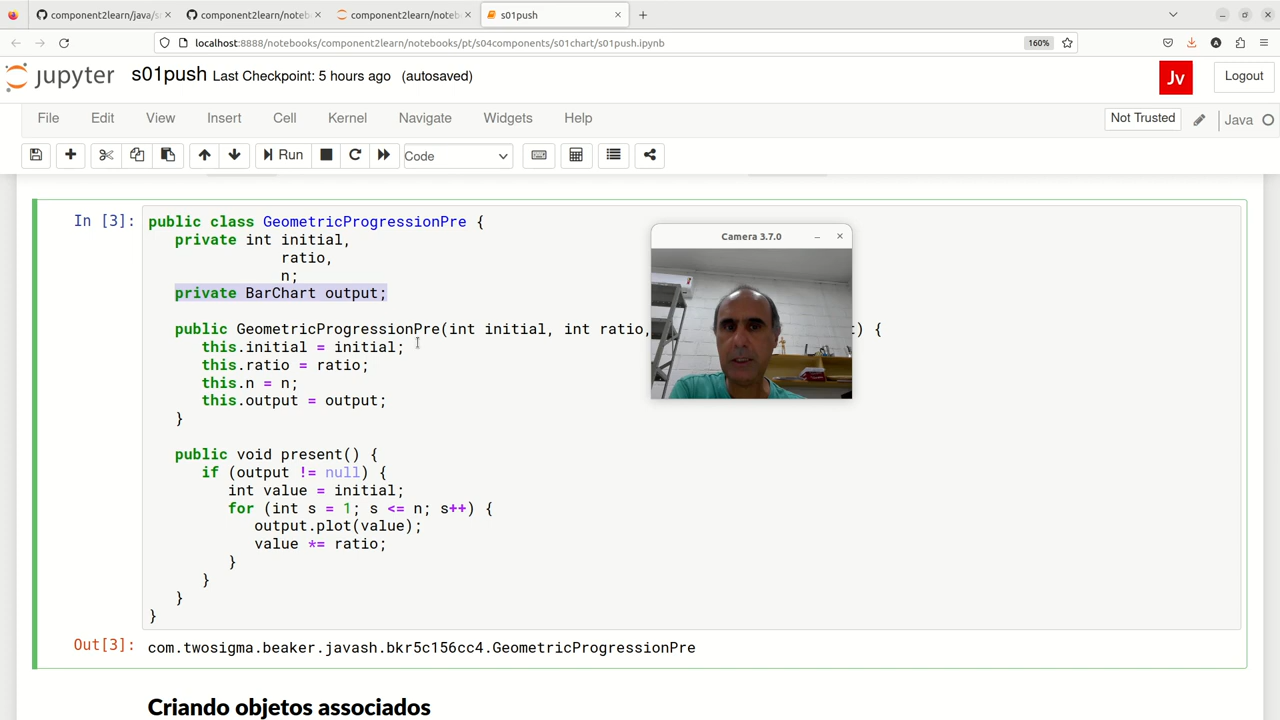 component2learn/java/s
component2learn/noteb
component2learn/noteb
s01push
localhost:8888/notebooks/component2learn/notebooks/pt/s04components/s01chart/s01push.ipynb
160%
jupyter s01push Last Checkpoint: 5 hours ago (autosaved)
Jv
Logout
File Edit View Insert Cell Kernel Navigate Widgets Help
Not Trusted
Java
Run
Code
In [3]:
public class GeometricProgressionPre {
private int initial,
ratio,
n;
private BarChart output;
public GeometricProgressionPre(int initial, int ratio, t) {
this.initial = initial;
this.ratio = ratio;
this.n = n;
this.output = output;
}
public void present() {
if (output != null) {
int value = initial;
for (int s = 1; s <= n; s++) {
output.plot(value);
value *= ratio;
}
}
}
}
Camera 3.7.0
Out[3]: com.twosigma.beaker.javash.bkr5c156cc4.GeometricProgressionPre
Criando objetos associados